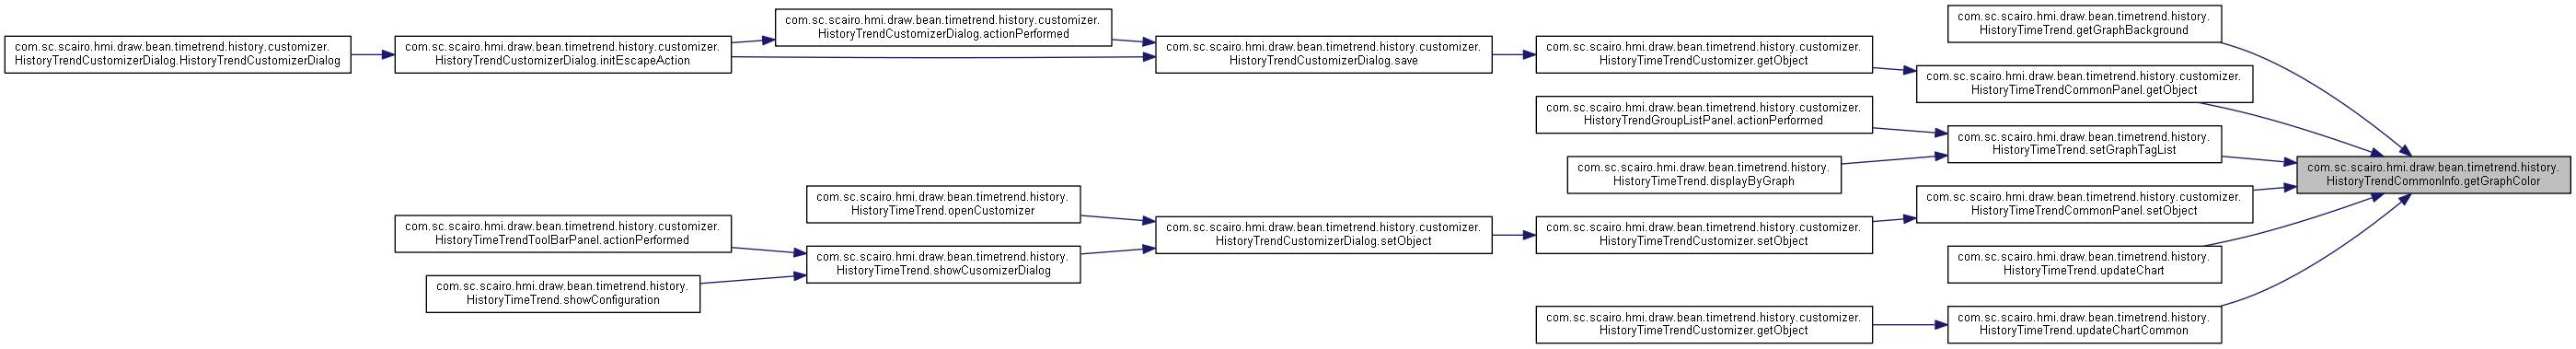 com.sc.scairo.hmi.draw.bean.timetrend.history.customizer.
HistoryTrendCustomizerDialog.HistoryTrendCustomizerDialog
com.sc.scairo.hmi.draw.bean.timetrend.history.customizer.
HistoryTrendCustomizerDialog.initEscapeAction
com.sc.scairo.hmi.draw.bean.timetrend.history.customizer.
HistoryTrendCustomizerDialog.actionPerformed
com.sc.scairo.hmi.draw.bean.timetrend.history.customizer.
HistoryTrendCustomizerDialog.save
com.sc.scairo.hmi.draw.bean.timetrend.history.customizer.
HistoryTimeTrendCustomizer.getObject
com.sc.scairo.hmi.draw.bean.timetrend.history.
HistoryTimeTrend.getGraphBackground
com.sc.scairo.hmi.draw.bean.timetrend.history.customizer.
HistoryTimeTrendCommonPanel.getObject
com.sc.scairo.hmi.draw.bean.timetrend.history.customizer.
HistoryTrendGroupListPanel.actionPerformed
com.sc.scairo.hmi.draw.bean.timetrend.history.
HistoryTimeTrend.setGraphTagList
com.sc.scairo.hmi.draw.bean.timetrend.history.
HistoryTimeTrend.displayByGraph
com.sc.scairo.hmi.draw.bean.timetrend.history.
HistoryTrendCommonInfo.getGraphColor
com.sc.scairo.hmi.draw.bean.timetrend.history.
HistoryTimeTrend.openCustomizer
com.sc.scairo.hmi.draw.bean.timetrend.history.customizer.
HistoryTimeTrendToolBarPanel.actionPerformed
com.sc.scairo.hmi.draw.bean.timetrend.history.
HistoryTimeTrend.showCusomizerDialog
com.sc.scairo.hmi.draw.bean.timetrend.history.
HistoryTimeTrend.showConfiguration
com.sc.scairo.hmi.draw.bean.timetrend.history.customizer.
HistoryTrendCustomizerDialog.setObject
com.sc.scairo.hmi.draw.bean.timetrend.history.customizer.
HistoryTimeTrendCustomizer.setObject
com.sc.scairo.hmi.draw.bean.timetrend.history.customizer.
HistoryTimeTrendCommonPanel.setObject
com.sc.scairo.hmi.draw.bean.timetrend.history.
HistoryTimeTrend.updateChart
com.sc.scairo.hmi.draw.bean.timetrend.history.customizer.
HistoryTimeTrendCustomizer.getObject
com.sc.scairo.hmi.draw.bean.timetrend.history.
HistoryTimeTrend.updateChartCommon